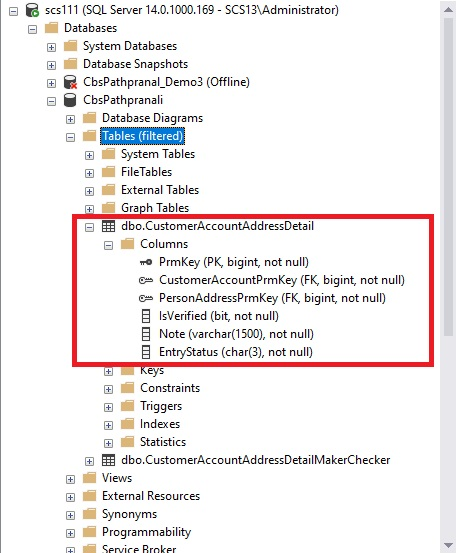 scs111 (SQL Server 14.0.1000.169 - SCS13\Administrator)
Databases
System Databases
Database Snapshots
CbsPathpranal_Demo3 (Offline)
CbsPathpranali
Database Diagrams
Tables (filtered)
System Tables
FileTables
External Tables
Graph Tables
dbo.CustomerAccountAddressDetail
Columns
PrmKey (PK, bigint, not null)
CustomerAccountPrmKey (FK, bigint, not null)
PersonAddressPrmKey (FK, bigint, not null)
IsVerified (bit, not null)
Note (varchar(1500), not null)
EntryStatus (char(3), not null)
Keys
Constraints
Triggers
Indexes
Statistics
dbo.CustomerAccountAddressDetailMakerChecker
Views
External Resources
Synonyms
Programmability
Service Broker